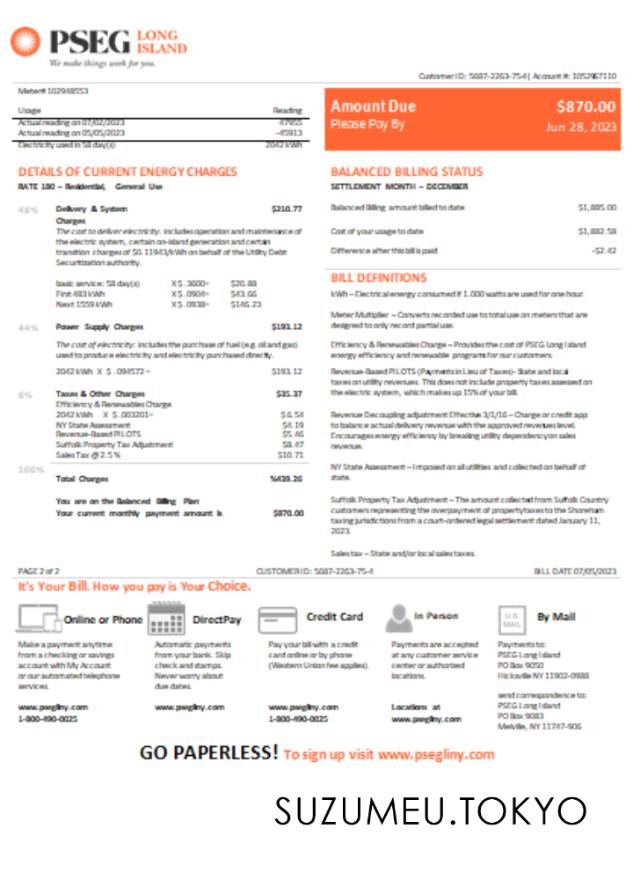 PSEG LONG ISLAND
We make things work for you.
Customer ID: 5687-2263-75-4 | Account #: 1052967110
Meter# 102948553
Usage Reading
Actual reading on 07/02/2023 47955
Actual reading on 05/05/2023 -45913
Electricity used in 58 day(s) 2042 kWh
Amount Due $870.00
Please Pay By Jun 28, 2023
DETAILS OF CURRENT ENERGY CHARGES
RATE 180 – Residential, General Use
48% Delivery & System Charges $210.77
The cost to deliver electricity: includes operation and maintenance of
the electric system, certain on-island generation and certain
transition charges of $0.11943/kWh on behalf of the Utility Debt
Securitization authority.
basic service: 58 day(s) X $ .3600= $20.88
First 483 kWh X $ .0904= $43.66
Next 1559 kWh X $ .0938= $146.23
44% Power Supply Charges $193.12
The cost of electricity: includes the purchase of fuel (e.g. oil and gas)
used to produce electricity and electricity purchased directly.
2042 kWh X $ .094572 = $193.12
8% Taxes & Other Charges $35.37
Efficiency & Renewables Charge
2042 kWh X $ .003201= $6.54
NY State Assessment $4.19
Revenue-Based PILOTS $5.46
Suffolk Property Tax Adjustment $8.47
Sales Tax @ 2.5 % $10.71
100%
Total Charges %439.26
You are on the Balanced Billing Plan
Your current monthly payment amount is $870.00
BALANCED BILLING STATUS
SETTLEMENT MONTH – DECEMBER
Balanced Billing amount billed to date $1,885.00
Cost of your usage to date $1,882.58
Difference after this bill is paid -$2.42
BILL DEFINITIONS
kWh – Electrical energy consumed if 1.000 watts are used for one hour.
Meter Multiplier – Converts recorded use to total use on meters that are
designed to only record partial use.
Efficiency & Renewables Charge – Provides the cost of PSEG Long Island
energy efficiency and renewable programs for our customers.
Revenue-Based PILOTS (Payments in Lieu of Taxes)- State and local
taxes on utility revenues. This does not include property taxes assessed on
the electric system, which makes up 15% of your bill.
Revenue Decoupling adjustment Effective 3/1/16 – Charge or credit app
to balance actual delivery revenue with the approved revenues level.
Encourages energy efficiency by breaking utility dependency on sales
revenue.
NY State Assessment – Imposed on all utilities and collected on behalf of
state.
Suffolk Property Tax Adjustment – The amount collected from Suffolk Country
customers representing the overpayment of property taxes to the Shoreham
taxing jurisdictions from a court-ordered legal settlement dated January 11,
2023.
Sales tax – State and/or local sales taxes.
PAGE 2 of 2 CUSTOMER ID: 5687-2263-75-4 BILL DATE 07/05/2023
It's Your Bill. How you pay is Your Choice.
Online or Phone
Make a payment anytime
from a checking or savings
account with My Account
or our automated telephone
services.
www.psegliny.com
1-800-490-0025
DirectPay
Automatic payments
from your bank. Skip
check and stamps.
Never worry about
due dates.
www.psegliny.com
Credit Card
Pay your bill with a credit
card online or by phone
(Western Union fee applies).
www.psegliny.com
1-800-490-0025
In Person
Payments are accepted
at any customer service
center or authorized
locations.
Locations at
www.psegliny.com
U.S. MAIL
By Mail
Payments to:
PSEG Long Island
PO Box 9050
Hicksville NY 11902-0988
send correspondence to:
PSEG Long Island
PO Box 9083
Melville, NY 11747-906
GO PAPERLESS! To sign up visit www.psegliny.com
SUZUMEU.TOKYO